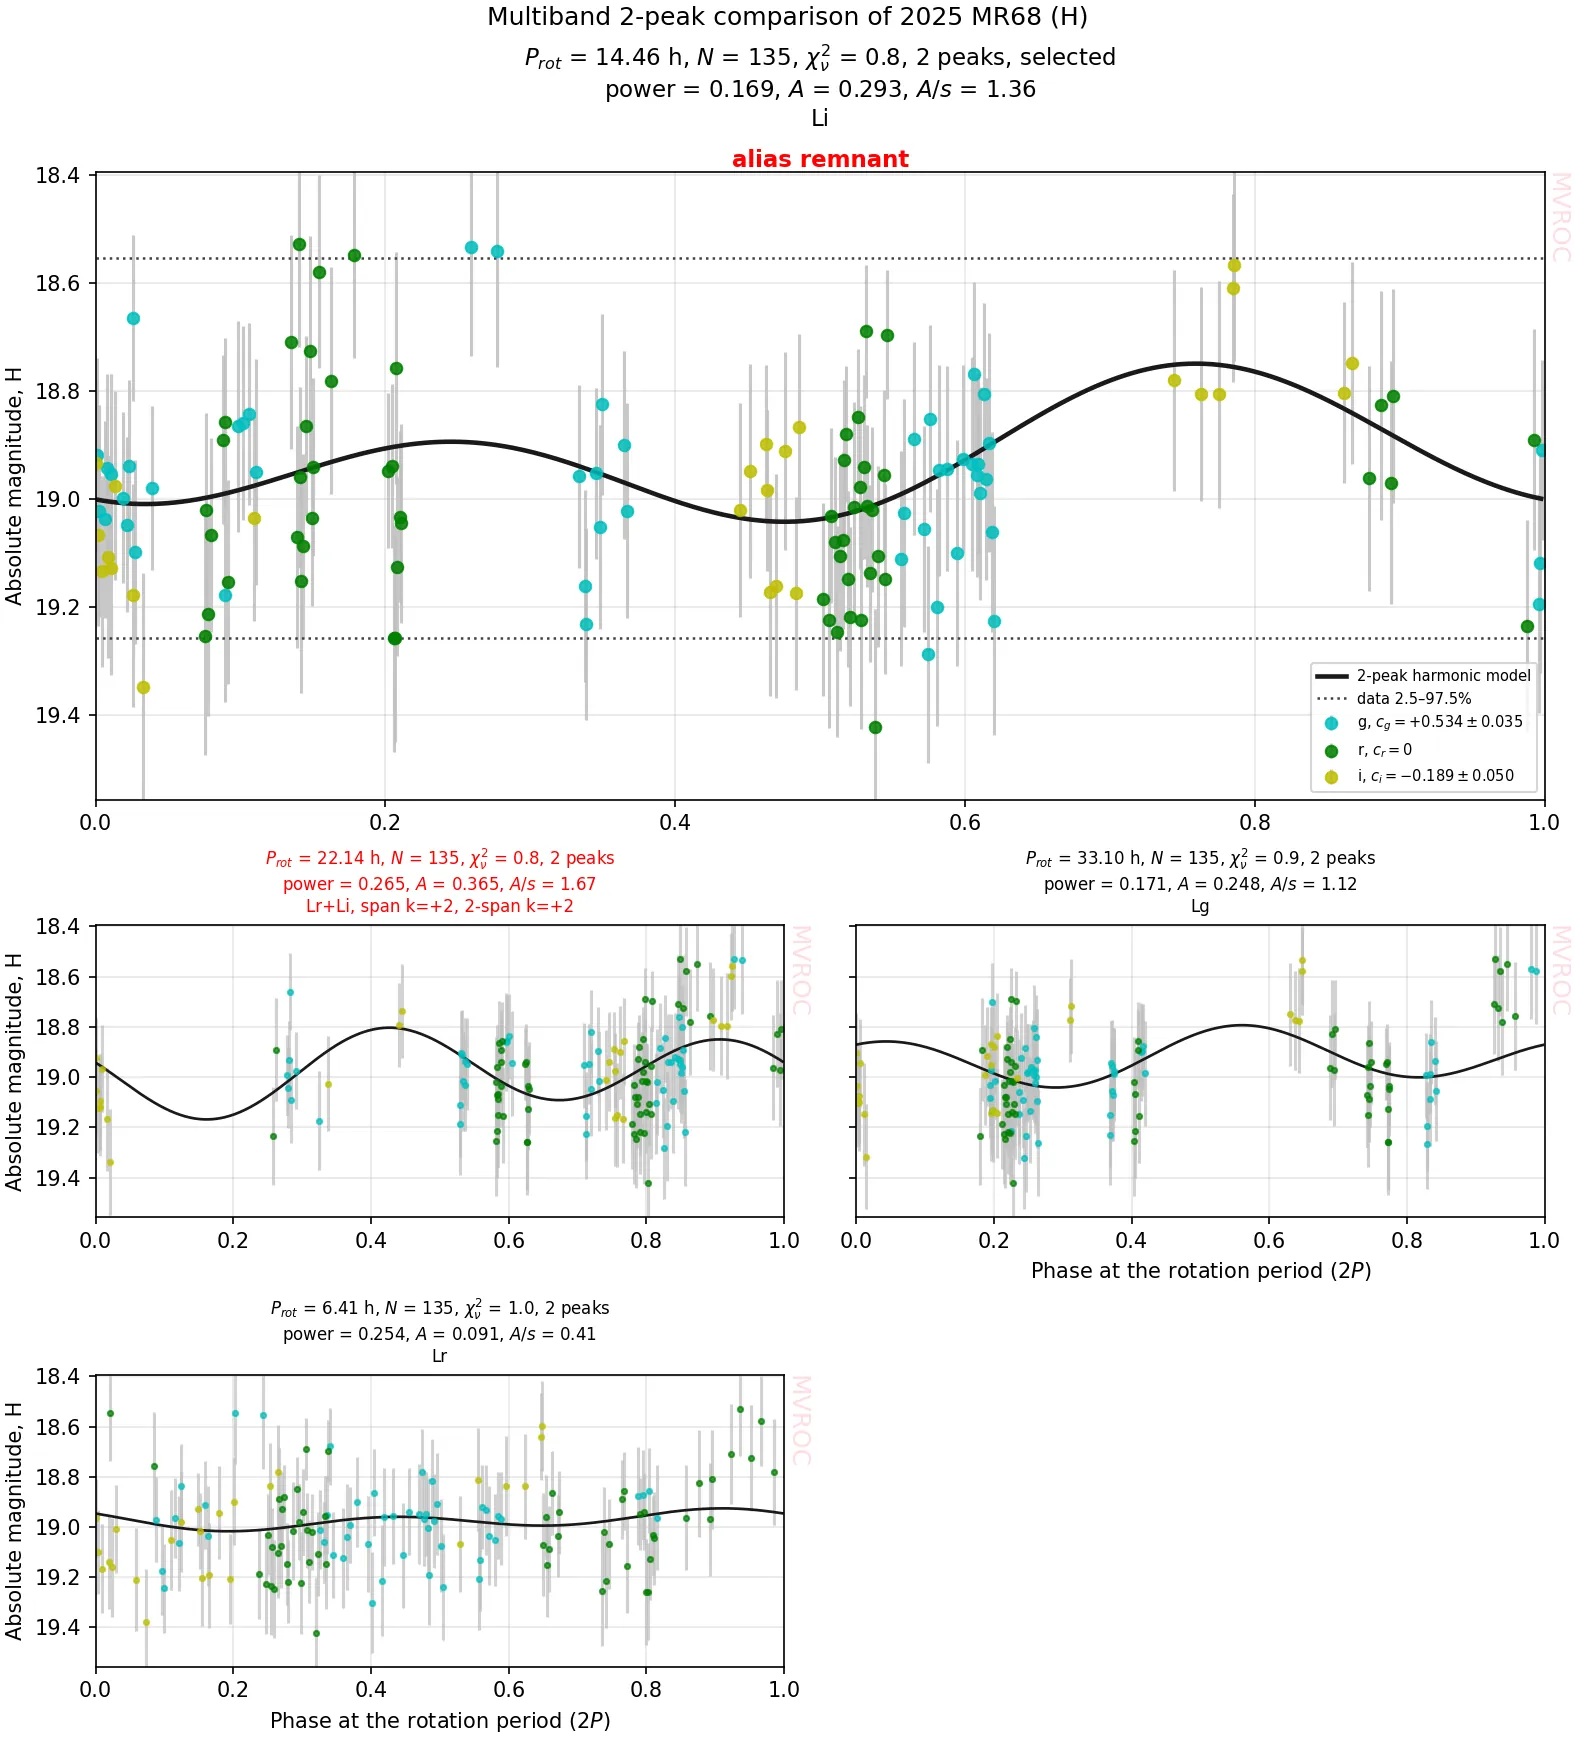 Multiband 2-peak comparison of 2025 MR68 (H)
P_rot = 14.46 h, N = 135, χ²_ν = 0.8, 2 peaks, selected
power = 0.169, A = 0.293, A/s = 1.36
Li
alias remnant
MVROC
Absolute magnitude, H
18.4
18.6
18.8
19.0
19.2
19.4
2-peak harmonic model
data 2.5–97.5%
g, c_g = +0.534 ± 0.035
r, c_r = 0
i, c_i = −0.189 ± 0.050
0.0 0.2 0.4 0.6 0.8 1.0
P_rot = 22.14 h, N = 135, χ²_ν = 0.8, 2 peaks
power = 0.265, A = 0.365, A/s = 1.67
Lr+Li, span k=+2, 2-span k=+2
MVROC
Absolute magnitude, H
18.4
18.6
18.8
19.0
19.2
19.4
0.0 0.2 0.4 0.6 0.8 1.0
P_rot = 33.10 h, N = 135, χ²_ν = 0.9, 2 peaks
power = 0.171, A = 0.248, A/s = 1.12
Lg
MVROC
0.0 0.2 0.4 0.6 0.8 1.0
Phase at the rotation period (2P)
P_rot = 6.41 h, N = 135, χ²_ν = 1.0, 2 peaks
power = 0.254, A = 0.091, A/s = 0.41
Lr
MVROC
Absolute magnitude, H
18.4
18.6
18.8
19.0
19.2
19.4
0.0 0.2 0.4 0.6 0.8 1.0
Phase at the rotation period (2P)